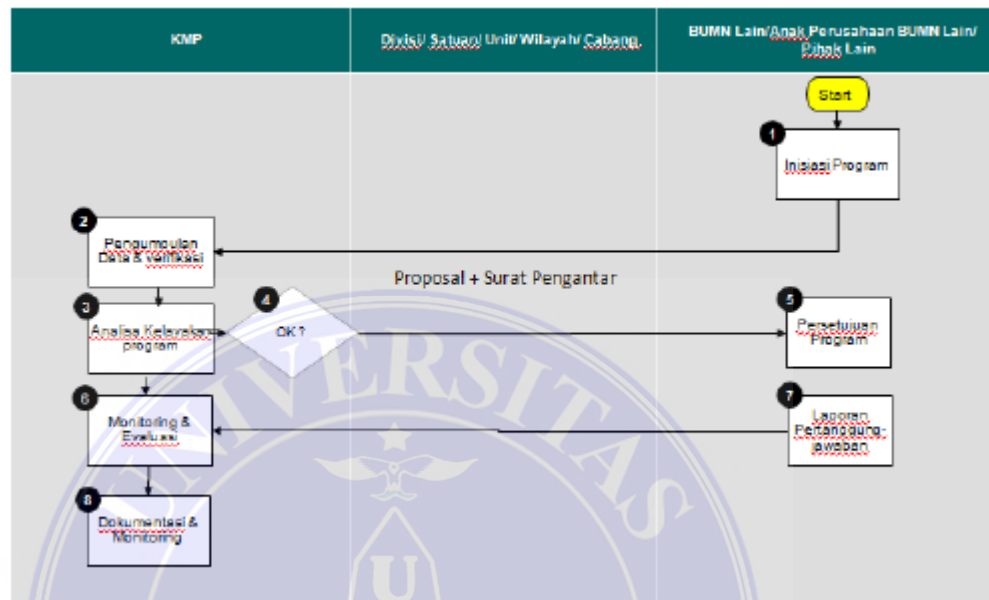 KMP
Divisi/ Satuan/ Unit/ Wilayah/ Cabang.
BUMN Lain/Anak Perusahaan BUMN Lain/
Pihak Lain
Start
1
Inisiasi Program
2
Pengumpulan
Data & verifikasi
Proposal + Surat Pengantar
3
Analisa Kelayakan
program
4
OK ?
5
Persetujuan
Program
6
Monitoring &
Evaluasi
7
Laporan
Pertanggung-
jawaban
8
Dokumentasi &
Monitoring
UNIVERSITAS
U